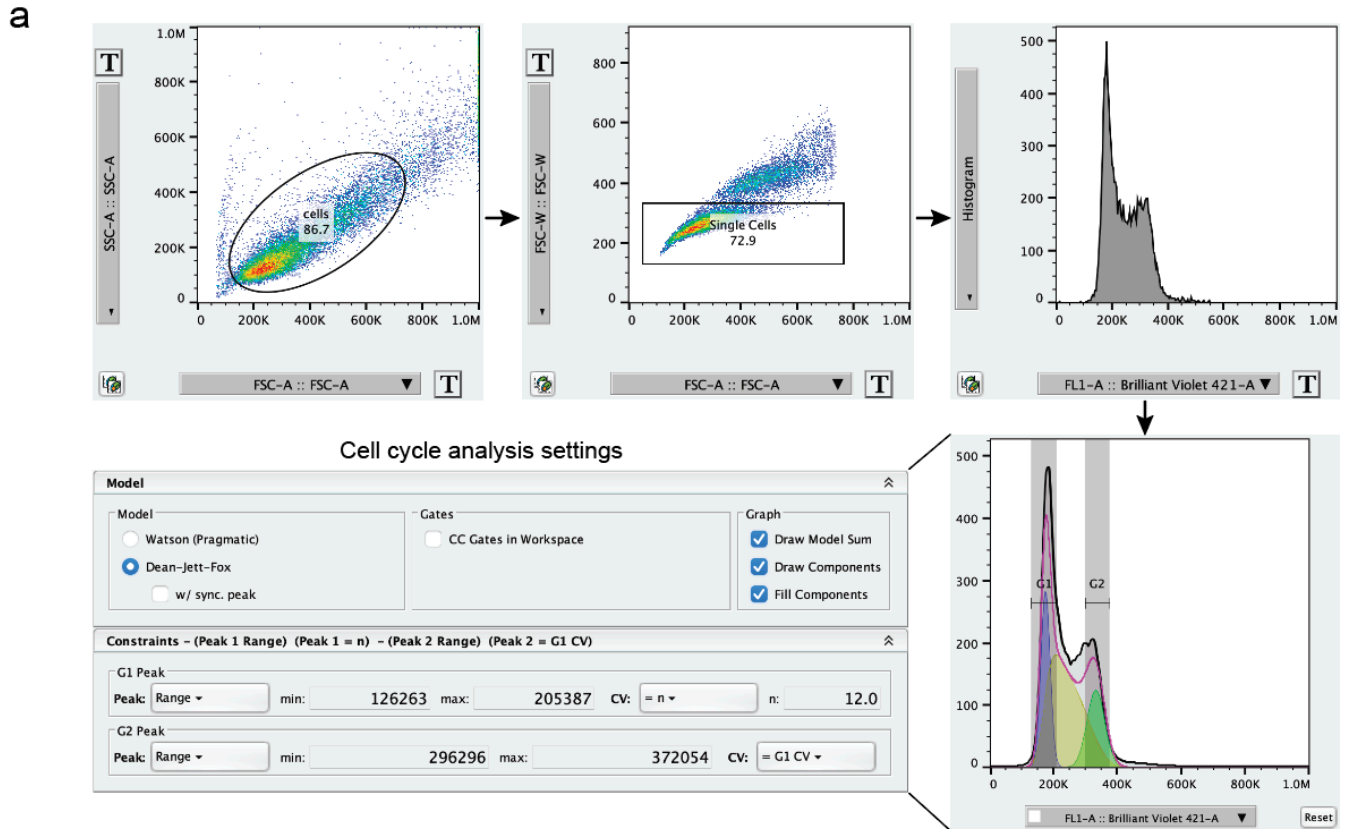 a
T
SSC-A :: SSC-A
1.0M
800K
600K
400K
200K
0
cells
86.7
0 200K 400K 600K 800K 1.0M
FSC-A :: FSC-A T
T
FSC-W :: FSC-W
800
600
400
200
0
Single Cells
72.9
0 200K 400K 600K 800K 1.0M
FSC-A :: FSC-A T
Histogram
500
400
300
200
100
0
0 200K 400K 600K 800K 1.0M
FL1-A :: Brilliant Violet 421-A T
Cell cycle analysis settings
Model
Model
Watson (Pragmatic)
Dean-Jett-Fox
w/ sync. peak
Gates
CC Gates in Workspace
Graph
Draw Model Sum
Draw Components
Fill Components
Constraints - (Peak 1 Range) (Peak 1 = n) - (Peak 2 Range) (Peak 2 = G1 CV)
G1 Peak
Peak: Range min: 126263 max: 205387 CV: = n n: 12.0
G2 Peak
Peak: Range min: 296296 max: 372054 CV: = G1 CV
500
400
300
200
100
0
G1 G2
0 200K 400K 600K 800K 1.0M
FL1-A :: Brilliant Violet 421-A Reset